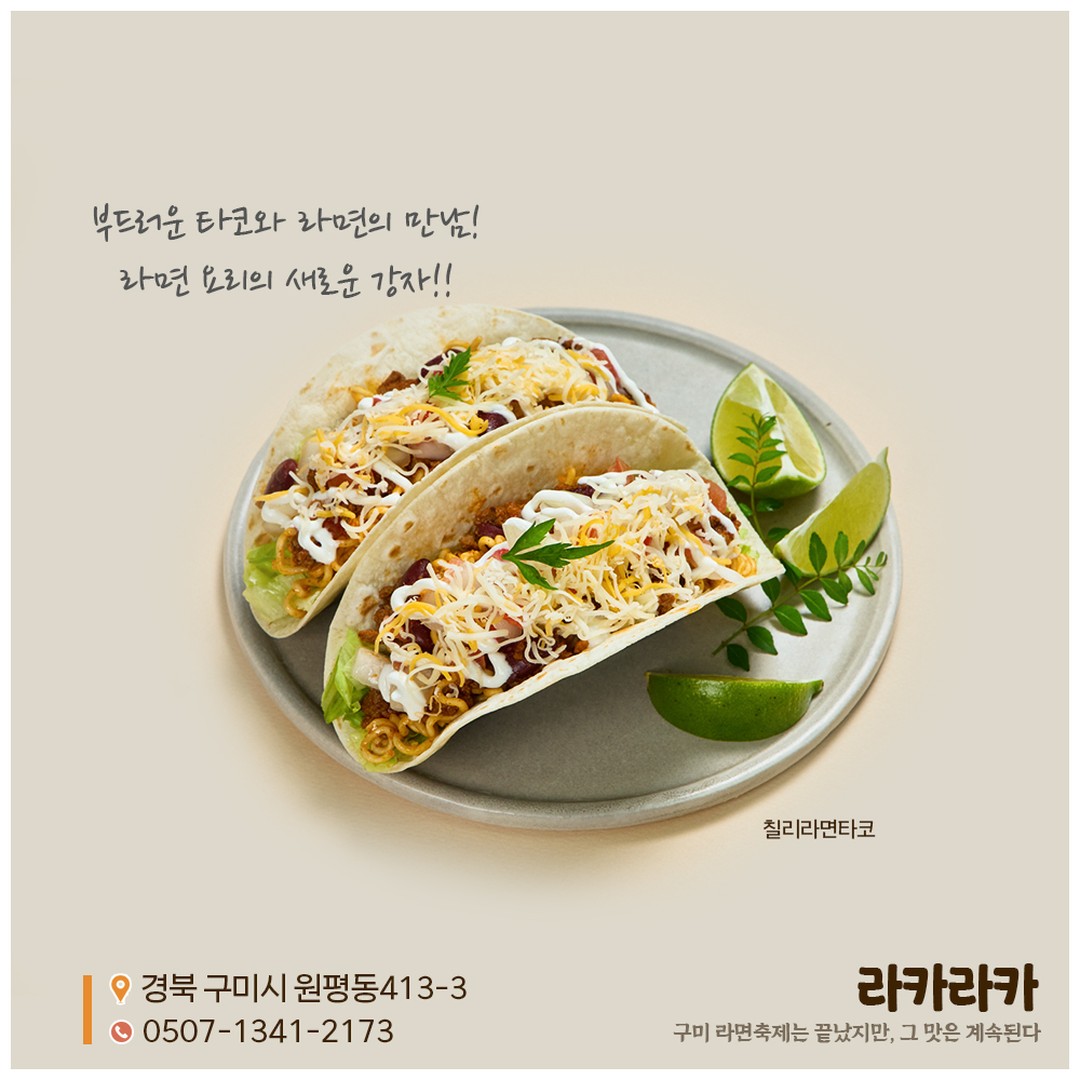 부드러운 타코와 라면의 만남!
라면 요리의 새로운 강자!!
칠리라면타코
경북 구미시 원평동413-3
0507-1341-2173
라카라카
구미 라면축제는 끝났지만, 그 맛은 계속된다